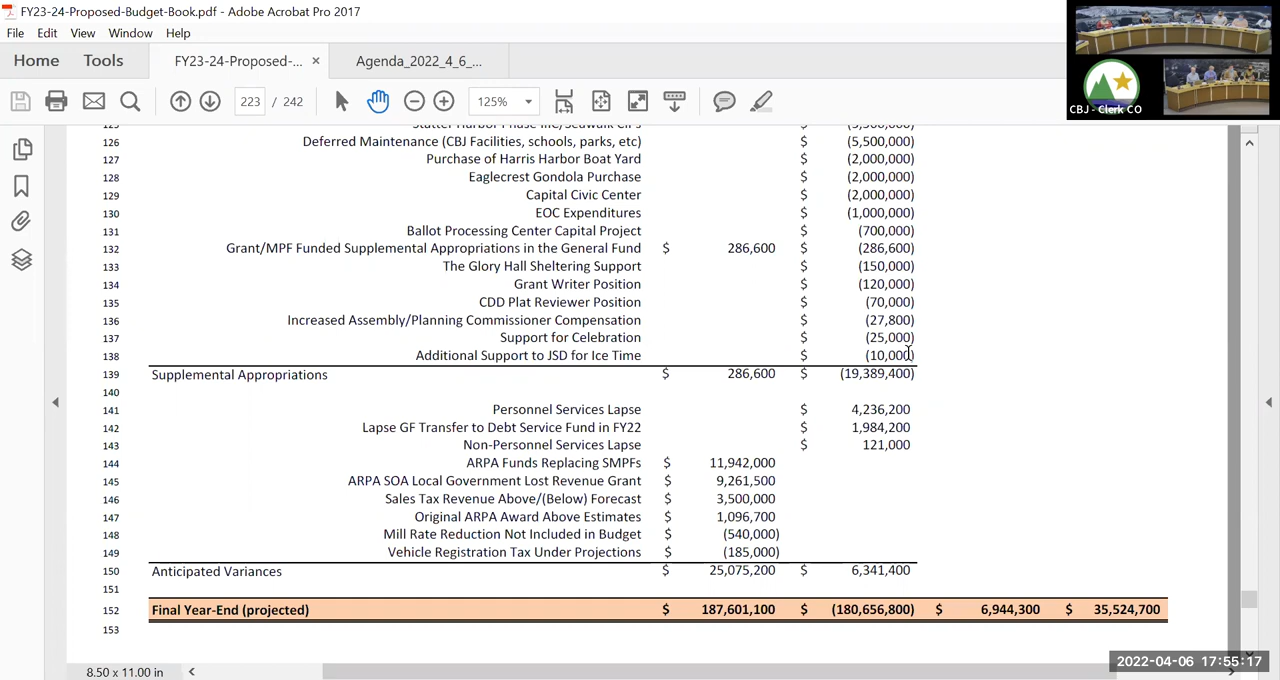 FY23-24-Proposed-Budget-Book.pdf - Adobe Acrobat Pro 2017
File Edit View Window Help
Home Tools FY23-24-Proposed-... × Agenda_2022_4_6_...
223 / 242 125%
CBJ - Clerk CO
126 Deferred Maintenance (CBJ Facilities, schools, parks, etc) $ (5,500,000)
127 Purchase of Harris Harbor Boat Yard $ (2,000,000)
128 Eaglecrest Gondola Purchase $ (2,000,000)
129 Capital Civic Center $ (2,000,000)
130 EOC Expenditures $ (1,000,000)
131 Ballot Processing Center Capital Project $ (700,000)
132 Grant/MPF Funded Supplemental Appropriations in the General Fund $ 286,600 $ (286,600)
133 The Glory Hall Sheltering Support $ (150,000)
134 Grant Writer Position $ (120,000)
135 CDD Plat Reviewer Position $ (70,000)
136 Increased Assembly/Planning Commissioner Compensation $ (27,800)
137 Support for Celebration $ (25,000)
138 Additional Support to JSD for Ice Time $ (10,000)
139 Supplemental Appropriations $ 286,600 $ (19,389,400)
140
141 Personnel Services Lapse $ 4,236,200
142 Lapse GF Transfer to Debt Service Fund in FY22 $ 1,984,200
143 Non-Personnel Services Lapse $ 121,000
144 ARPA Funds Replacing SMPFs $ 11,942,000
145 ARPA SOA Local Government Lost Revenue Grant $ 9,261,500
146 Sales Tax Revenue Above/(Below) Forecast $ 3,500,000
147 Original ARPA Award Above Estimates $ 1,096,700
148 Mill Rate Reduction Not Included in Budget $ (540,000)
149 Vehicle Registration Tax Under Projections $ (185,000)
150 Anticipated Variances $ 25,075,200 $ 6,341,400
151
152 Final Year-End (projected) $ 187,601,100 $ (180,656,800) $ 6,944,300 $ 35,524,700
153
8.50 x 11.00 in
2022-04-06 17:55:17